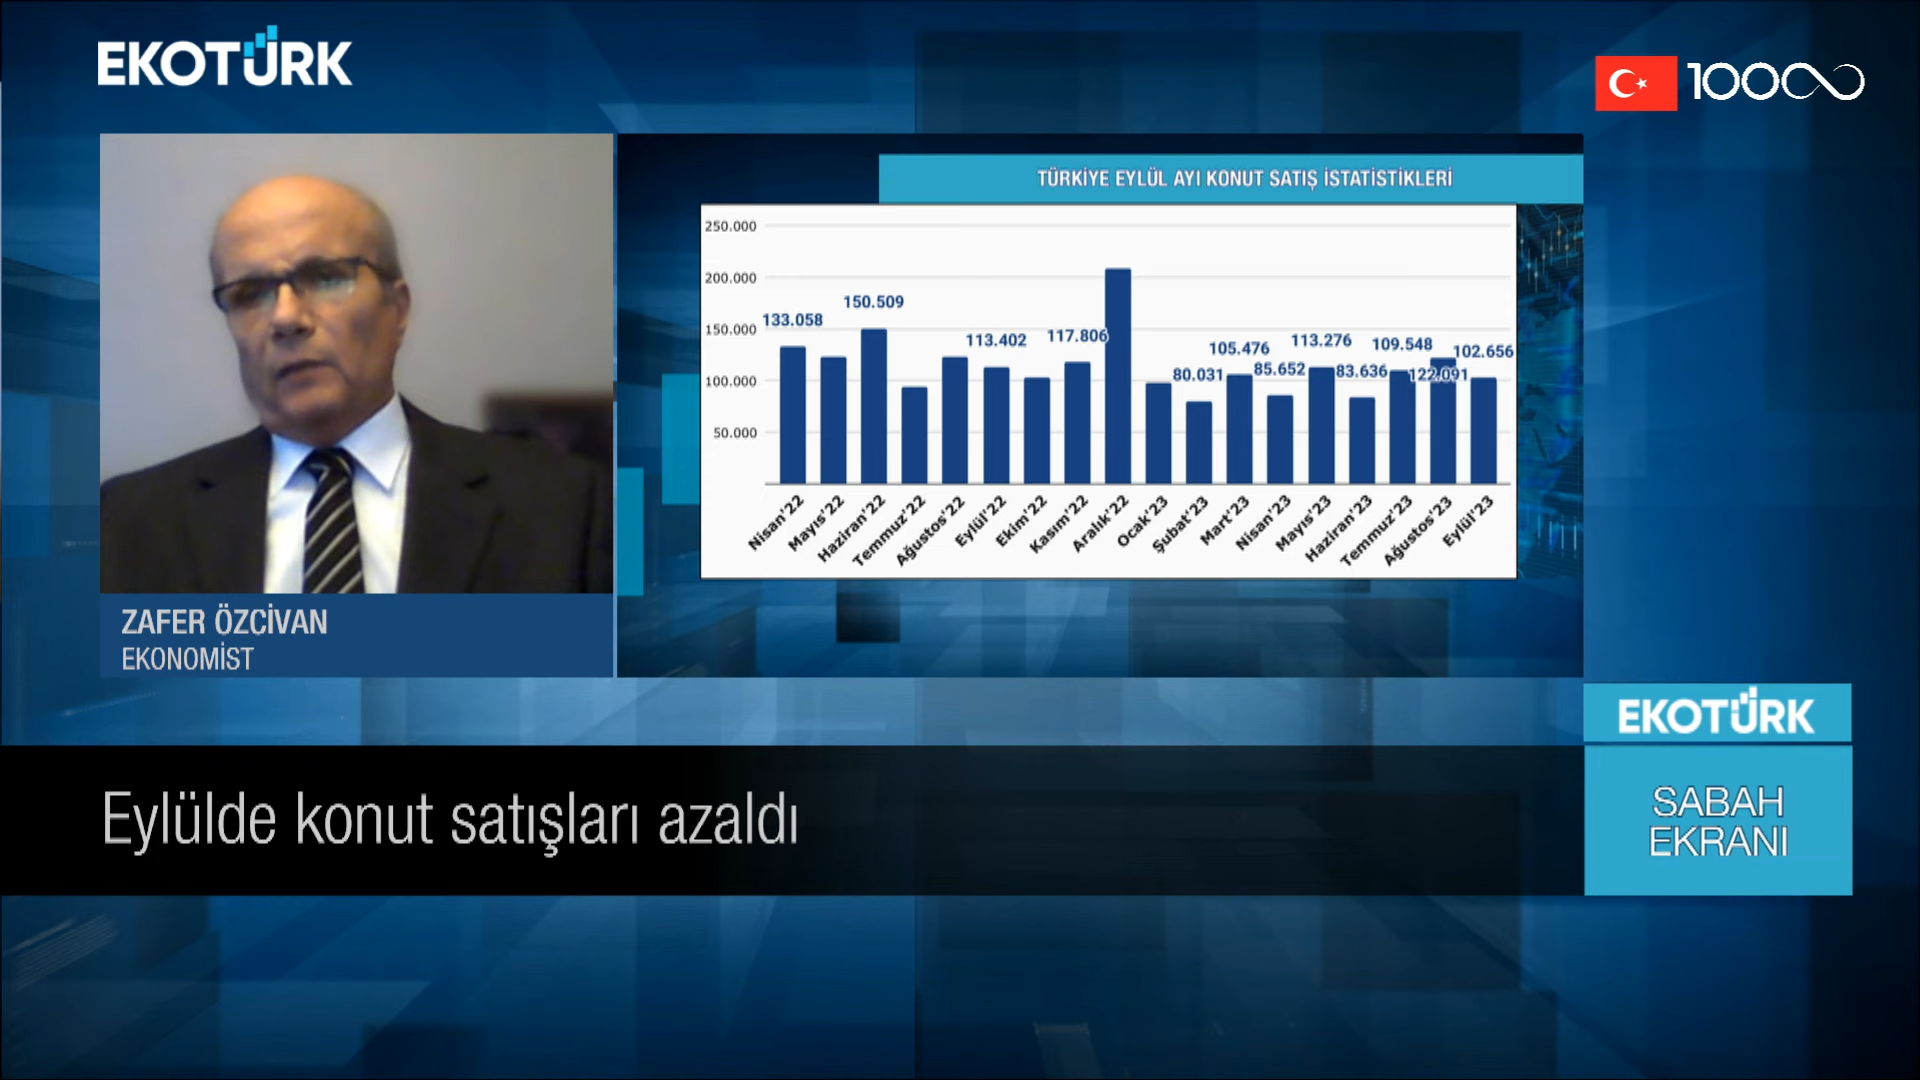 EKOTÜRK
100
TÜRKİYE EYLÜL AYI KONUT SATIŞ İSTATİSTİKLERİ
250.000
200.000
150.000
100.000
50.000
133.058
150.509
113.402
117.806
80.031
105.476
85.652
113.276
83.636
109.548
122.091
102.656
Nisan'22
Mayıs'22
Haziran'22
Temmuz'22
Ağustos'22
Eylül'22
Ekim'22
Kasım'22
Aralık'22
Ocak'23
Şubat'23
Mart'23
Nisan'23
Mayıs'23
Haziran'23
Temmuz'23
Ağustos'23
Eylül'23
ZAFER ÖZCİVAN
EKONOMİST
EKOTÜRK
Eylülde konut satışları azaldı
SABAH
EKRANI